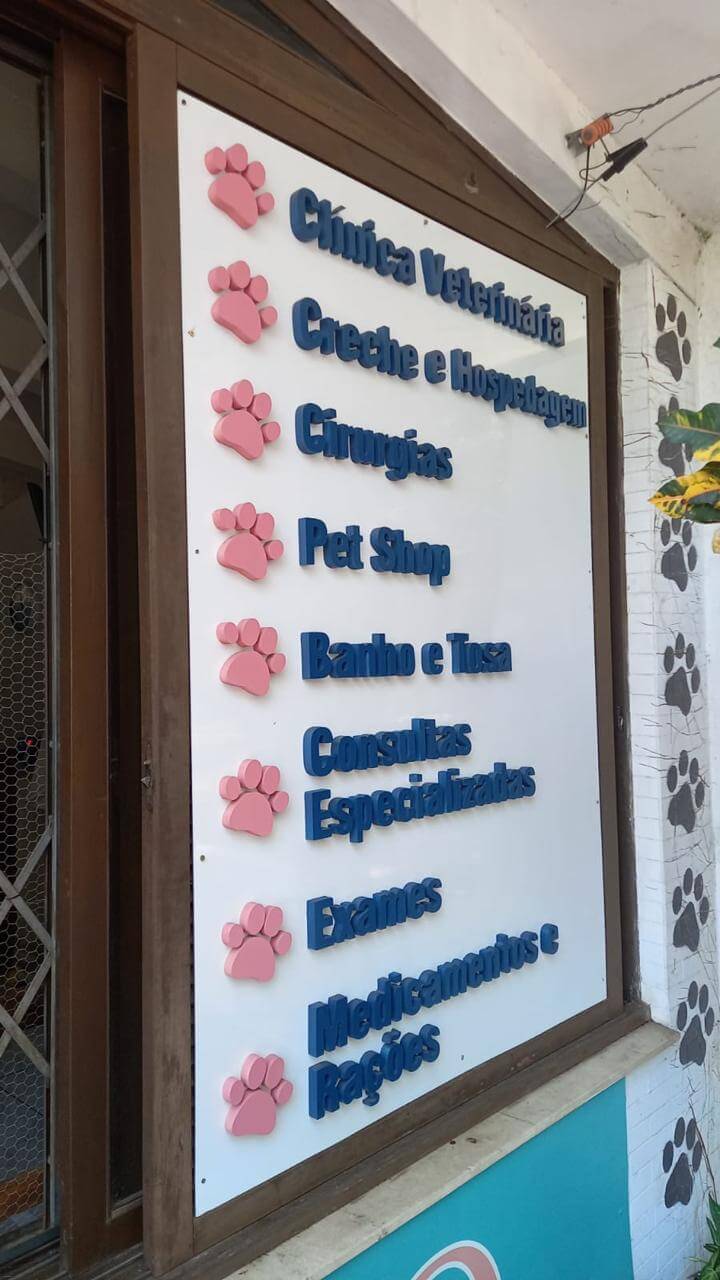 Clínica Veterinária
Creche e Hospedagem
Cirurgias
Pet Shop
Banho e Tosa
Consultas
Especializadas
Exames
Medicamentos e
Rações